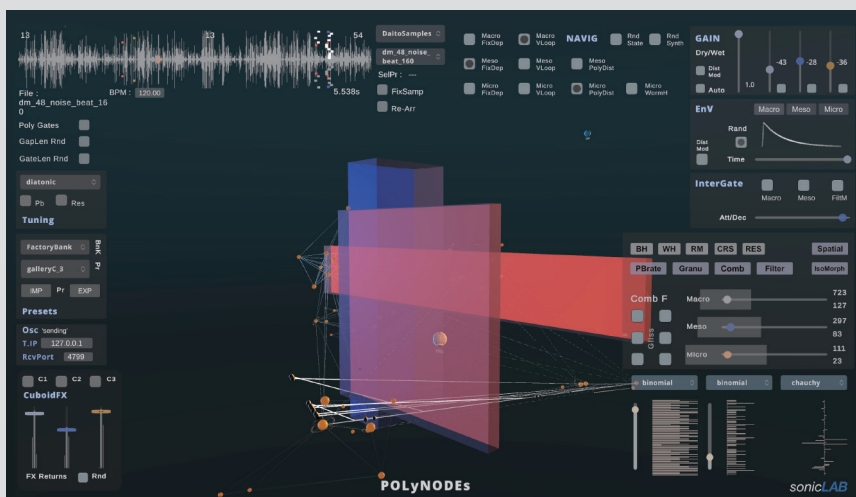 13 13 54
File : 5.538s
dm_48_noise_beat_16
0
BPM : 120.00
Poly Gates
GapLen Rnd
GateLen Rnd
diatonic
Pb Res
Tuning
FactoryBank
BnK
galleryC_3
Pr
IMP Pr EXP
Presets
Osc 'sending'
T.IP 127.0.0.1
RcvPort 4799
C1 C2 C3
CuboidFX
FX Returns Rnd
DaitoSamples
dm_48_noise_
beat_160
SelPr : ---
FixSamp
Re-Arr
Macro
FixDep
Macro
VLoop
NAVIG
Rnd
State
Rnd
Synth
Meso
FixDep
Meso
VLoop
Meso
PolyDist
Micro
FixDep
Micro
VLoop
Micro
PolyDist
Micro
WormH
GAIN
Dry/Wet
Dist
Mod
Auto
1.0
-43 -28 -36
EnV
Macro Meso Micro
Rand
Dist
Mod
Time
InterGate
Macro Meso FiltM
Att/Dec
BH WH RM CRS RES Spatial
PBrate Granu Comb Filter IsoMorph
Comb F
Gliss
Macro 723
127
Meso 297
83
Micro 111
23
binomial binomial chauchy
POLyNODEs
sonicLAB